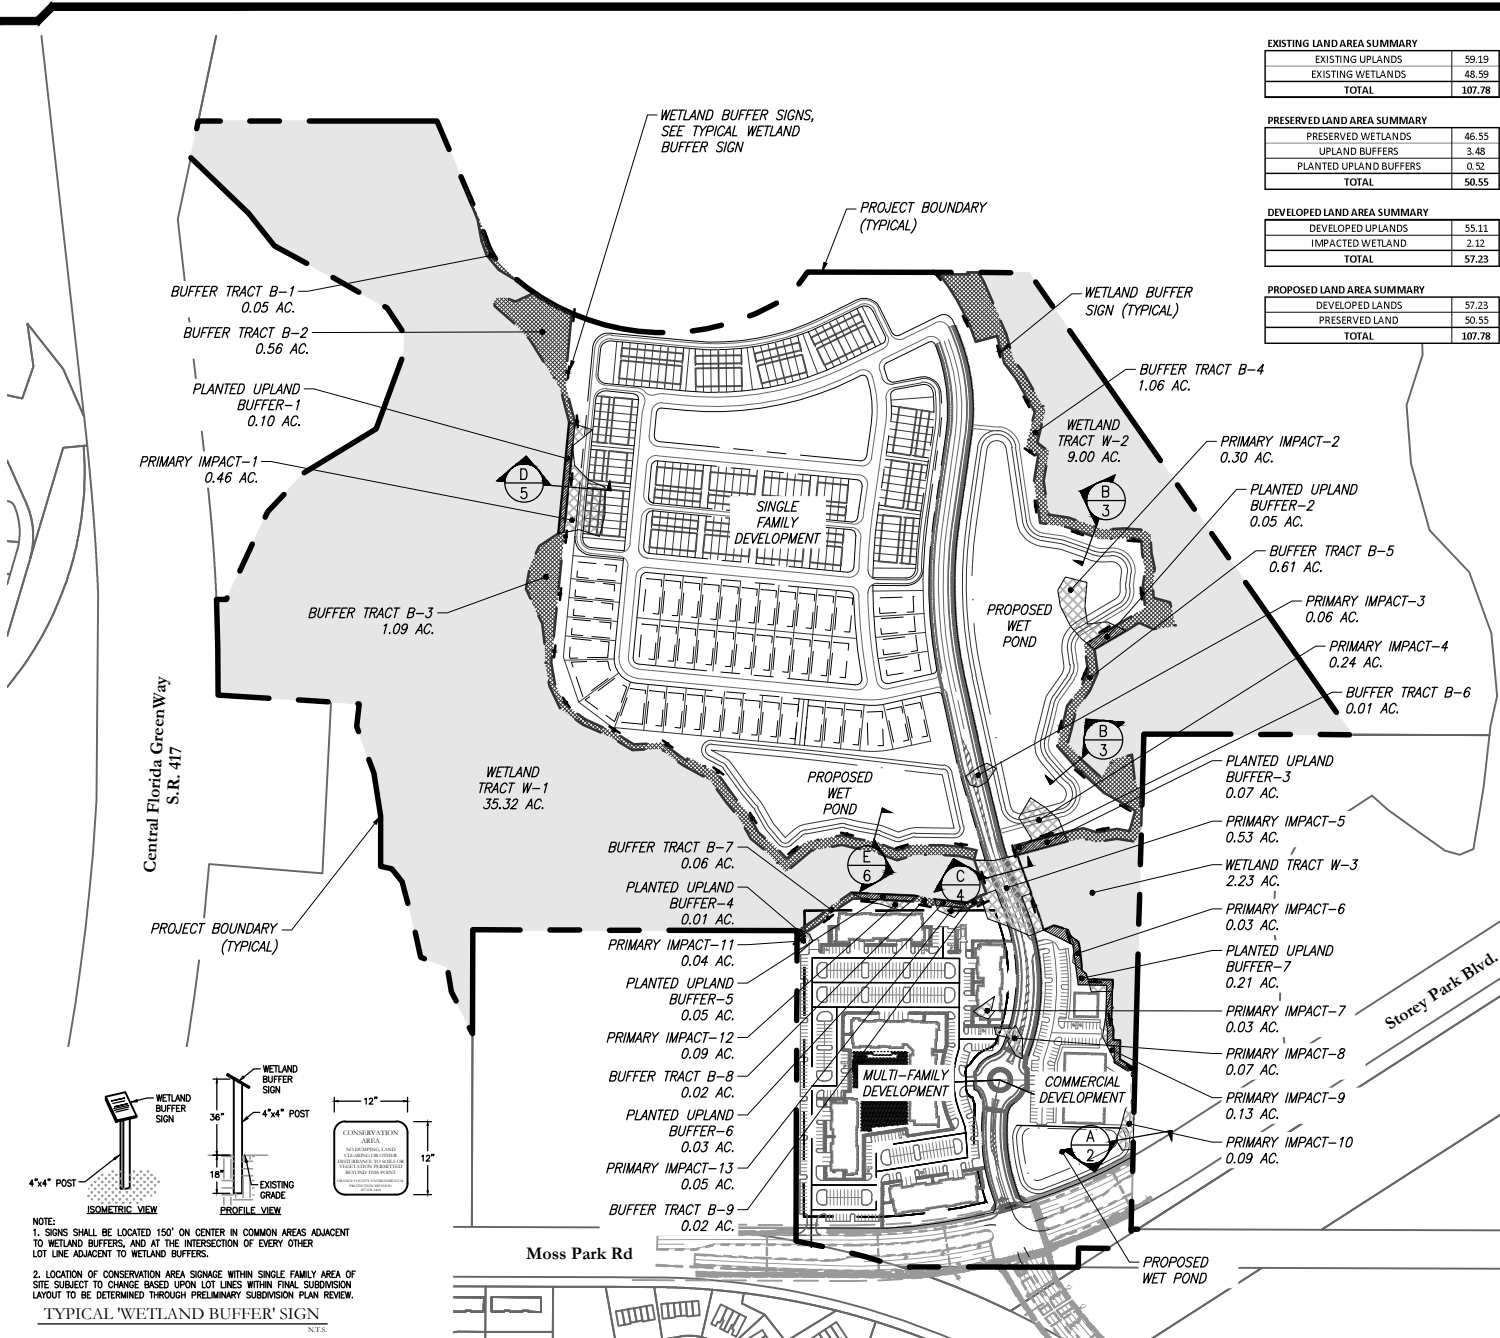 EXISTING LAND AREA SUMMARY
EXISTING UPLANDS 59.19
EXISTING WETLANDS 48.59
TOTAL 107.78
PRESERVED LAND AREA SUMMARY
PRESERVED WETLANDS 46.55
UPLAND BUFFERS 3.48
PLANTED UPLAND BUFFERS 0.52
TOTAL 50.55
DEVELOPED LAND AREA SUMMARY
DEVELOPED UPLANDS 55.11
IMPACTED WETLAND 2.12
TOTAL 57.23
PROPOSED LAND AREA SUMMARY
DEVELOPED LANDS 57.23
PRESERVED LAND 50.55
TOTAL 107.78
WETLAND BUFFER SIGNS,
SEE TYPICAL WETLAND
BUFFER SIGN
PROJECT BOUNDARY
(TYPICAL)
WETLAND BUFFER
SIGN (TYPICAL)
BUFFER TRACT B-1
0.05 AC.
BUFFER TRACT B-2
0.56 AC.
PLANTED UPLAND
BUFFER-1
0.10 AC.
PRIMARY IMPACT-1
0.46 AC.
D
5
BUFFER TRACT B-3
1.09 AC.
SINGLE
FAMILY
DEVELOPMENT
BUFFER TRACT B-4
1.06 AC.
WETLAND
TRACT W-2
9.00 AC.
PRIMARY IMPACT-2
0.30 AC.
B
3
PLANTED UPLAND
BUFFER-2
0.05 AC.
BUFFER TRACT B-5
0.61 AC.
PROPOSED
WET
POND
PRIMARY IMPACT-3
0.06 AC.
PRIMARY IMPACT-4
0.24 AC.
BUFFER TRACT B-6
0.01 AC.
B
3
Central Florida GreenWay
S.R. 417
WETLAND
TRACT W-1
35.32 AC.
PROPOSED
WET
POND
PLANTED UPLAND
BUFFER-3
0.07 AC.
PRIMARY IMPACT-5
0.53 AC.
WETLAND TRACT W-3
2.23 AC.
PRIMARY IMPACT-6
0.03 AC.
PLANTED UPLAND
BUFFER-7
0.21 AC.
PRIMARY IMPACT-7
0.03 AC.
PRIMARY IMPACT-8
0.07 AC.
PRIMARY IMPACT-9
0.13 AC.
PRIMARY IMPACT-10
0.09 AC.
Storey Park Blvd.
E
6
C
4
BUFFER TRACT B-7
0.06 AC.
PLANTED UPLAND
BUFFER-4
0.01 AC.
PROJECT BOUNDARY
(TYPICAL)
PRIMARY IMPACT-11
0.04 AC.
PLANTED UPLAND
BUFFER-5
0.05 AC.
PRIMARY IMPACT-12
0.09 AC.
BUFFER TRACT B-8
0.02 AC.
PLANTED UPLAND
BUFFER-6
0.03 AC.
PRIMARY IMPACT-13
0.05 AC.
BUFFER TRACT B-9
0.02 AC.
MULTI-FAMILY
DEVELOPMENT
COMMERCIAL
DEVELOPMENT
A
2
Moss Park Rd
PROPOSED
WET POND
WETLAND
BUFFER
SIGN
4"x4" POST
ISOMETRIC VIEW
WETLAND
BUFFER
SIGN
36"
4"x4" POST
18"
EXISTING
GRADE
PROFILE VIEW
12"
12"
CONSERVATION
AREA
NO DUMPING, LAND
CLEARING OR OTHER
DISTURBANCE TO SOILS OR
VEGETATION PERMITTED
BEYOND THIS POINT
ORANGE COUNTY ENVIRONMENTAL
PROTECTION DIVISION
NOTE:
1. SIGNS SHALL BE LOCATED 150' ON CENTER IN COMMON AREAS ADJACENT
TO WETLAND BUFFERS, AND AT THE INTERSECTION OF EVERY OTHER
LOT LINE ADJACENT TO WETLAND BUFFERS.
2. LOCATION OF CONSERVATION AREA SIGNAGE WITHIN SINGLE FAMILY AREA OF
SITE SUBJECT TO CHANGE BASED UPON LOT LINES WITHIN FINAL SUBDIVISION
LAYOUT TO BE DETERMINED THROUGH PRELIMINARY SUBDIVISION PLAN REVIEW.
TYPICAL 'WETLAND BUFFER' SIGN
N.T.S.